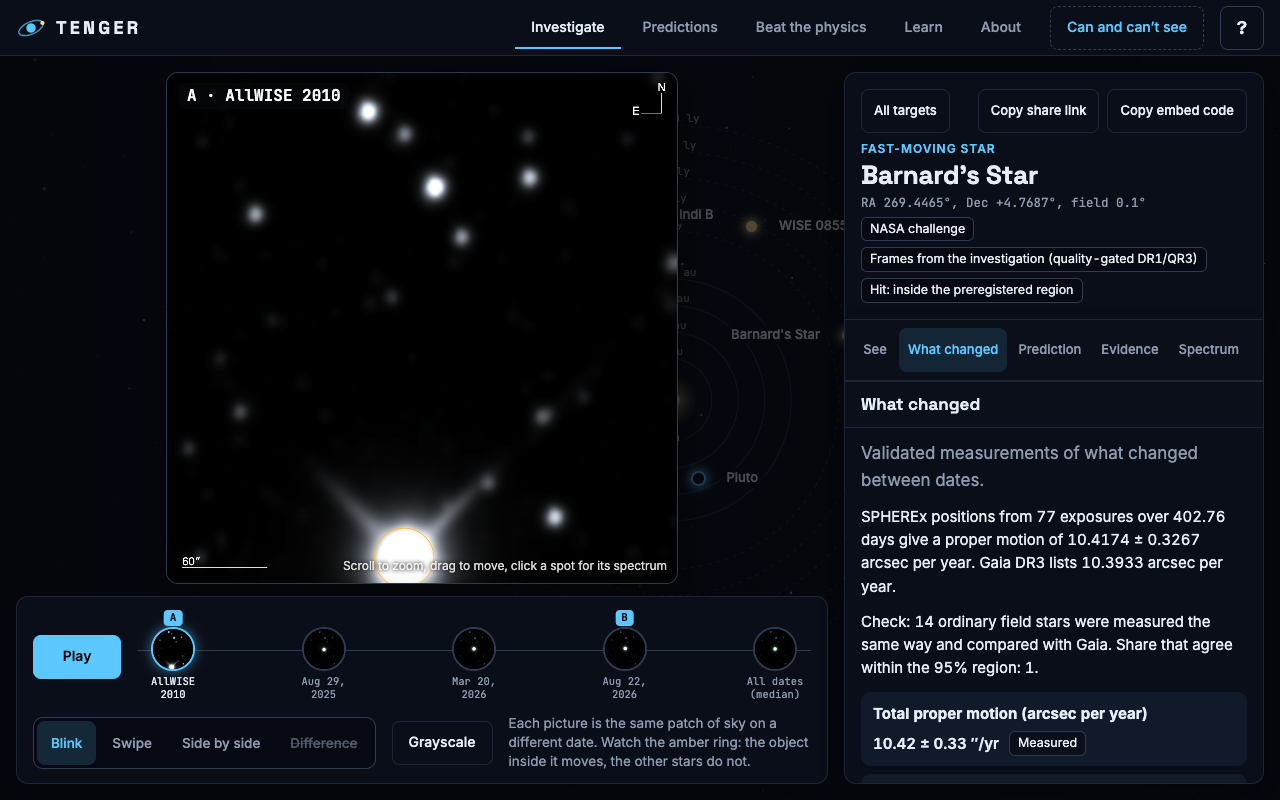 TENGER
Investigate
Predictions
Beat the physics
Learn
About
Can and can't see
?
A · AllWISE 2010
N
E
60″
Scroll to zoom, drag to move, click a spot for its spectrum
ly
ly
ly
Indi B
WISE 0855
au
au
Barnard's Star
Pluto
All targets
Copy share link
Copy embed code
FAST-MOVING STAR
Barnard's Star
RA 269.4465°, Dec +4.7687°, field 0.1°
NASA challenge
Frames from the investigation (quality-gated DR1/QR3)
Hit: inside the preregistered region
See
What changed
Prediction
Evidence
Spectrum
What changed
Validated measurements of what changed
between dates.
SPHEREx positions from 77 exposures over 402.76
days give a proper motion of 10.4174 ± 0.3267
arcsec per year. Gaia DR3 lists 10.3933 arcsec per
year.
Check: 14 ordinary field stars were measured the
same way and compared with Gaia. Share that agree
within the 95% region: 1.
Total proper motion (arcsec per year)
10.42 ± 0.33 ″/yr
Measured
Play
A
AllWISE
2010
Aug 29,
2025
Mar 20,
2026
B
Aug 22,
2026
All dates
(median)
Blink
Swipe
Side by side
Difference
Grayscale
Each picture is the same patch of sky on a
different date. Watch the amber ring: the object
inside it moves, the other stars do not.